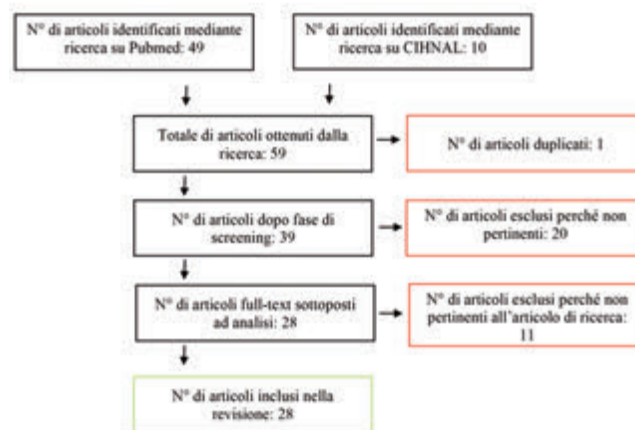 N° di articoli identificati mediante
ricerca su Pubmed: 49
N° di articoli identificati mediante
ricerca su CIHNAL: 10
Totale di articoli ottenuti dalla
ricerca: 59
N° di articoli duplicati: 1
N° di articoli dopo fase di
screening: 39
N° di articoli esclusi perché non
pertinenti: 20
N° di articoli full-text sottoposti
ad analisi: 28
N° di articoli esclusi perché non
pertinenti all'articolo di ricerca:
11
N° di articoli inclusi nella
revisione: 28